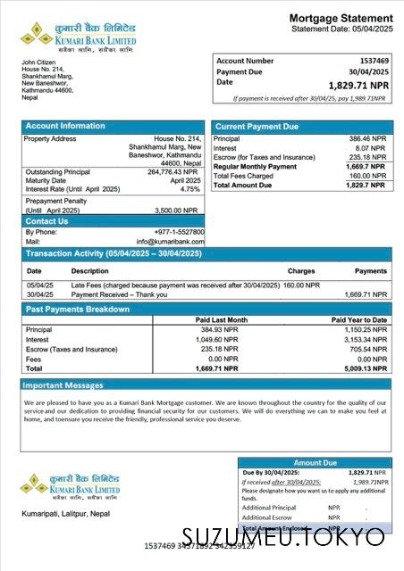 कुमारी बैंक लिमिटेड
KUMARI BANK LIMITED
Mortgage Statement
Statement Date: 05/04/2025
John Citizen
House No. 214,
Shankhamul Marg,
New Baneshwor,
Kathmandu 44600,
Nepal
Account Number 1537469
Payment Due 30/04/2025
Date 1,829.71 NPR
If payment is received after 30/04/25, pay 1,989.71NPR
Account Information
Property Address House No. 214,
Shankhamul Marg, New
Baneshwor, Kathmandu
44600, Nepal
Outstanding Principal 264,776.43 NPR
Maturity Date April 2025
Interest Rate (Until April 2025) 4.75%
Prepayment Penalty
(Until April 2025) 3,500.00 NPR
Contact Us
By Phone: +977-1-5527800
Mail: info@kumaribank.com
Current Payment Due
Principal 386.46 NPR
Interest 8.07 NPR
Escrow (for Taxes and Insurance) 235.18 NPR
Regular Monthly Payment 1,669.7 NPR
Total Fees Charged 160.00 NPR
Total Amount Due 1,829.7 NPR
Transaction Activity (05/04/2025 – 30/04/2025)
Date Description Charges Payments
05/04/25 Late Fees (charged because payment was received after 30/04/2025) 160.00 NPR
30/04/25 Payment Received – Thank you 1,669.71 NPR
Past Payments Breakdown
Paid Last Month Paid Year to Date
Principal 384.93 NPR 1,150.25 NPR
Interest 1,049.60 NPR 3,153.34 NPR
Escrow (Taxes and Insurance) 235.18 NPR 705.54 NPR
Fees 0.00 NPR 0.00 NPR
Total 1,669.71 NPR 5,009.13 NPR
Important Messages
We are pleased to have you as a Kumari Bank Mortgage customer. We are known throughout the country for the quality of our
service and our dedication to providing financial security for our customers. We will do everything we can to make you feel at
home, and toensure you receive the friendly, professional service you deserve.
कुमारी बैंक लिमिटेड
KUMARI BANK LIMITED
Kumaripati, Lalitpur, Nepal
Amount Due
Due By 30/04/2025: 1,829.71 NPR
If received after 30/04/2025: 1,989.71NPR
Please designate how you want us to apply any additional
funds.
Additional Principal NPR .
Additional Escrow NPR .
Total Amount Enclosed NPR
SUZUMEU.TOKYO
1537469 34571892 342359127